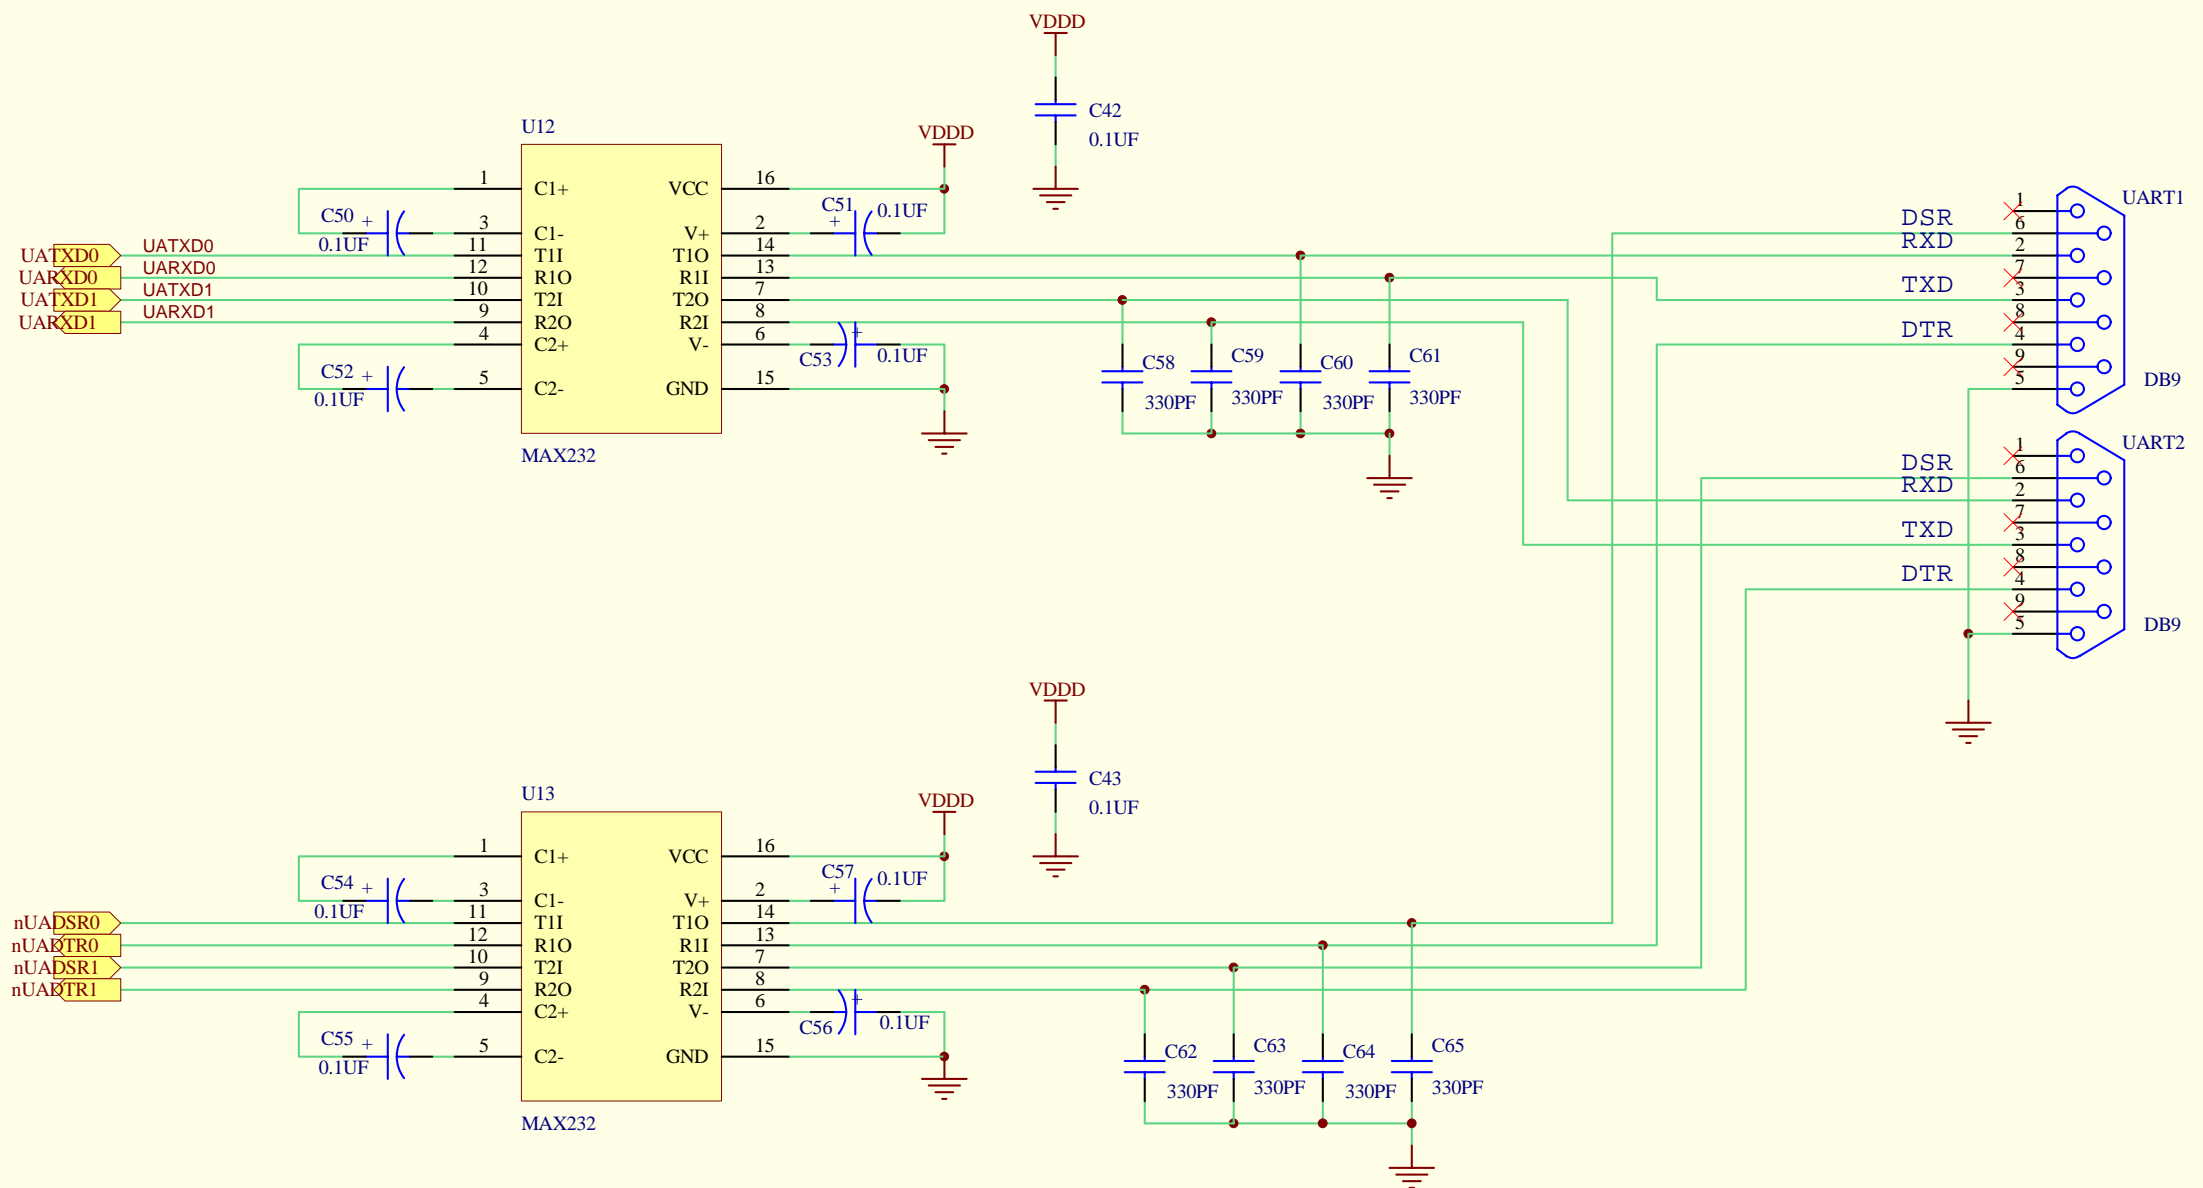 VDDD
C42
0.1UF
U12
VDDD
1 C1+ VCC 16
C50 + 0.1UF
3 C1- V+ 2
C51 + 0.1UF
UATXD0 UATXD0 11 T1I T1O 14
UARXD0 UARXD0 12 R1O R1I 13
UATXD1 UATXD1 10 T2I T2O 7
UARXD1 UARXD1 9 R2O R2I 8
4 C2+ V- 6
C53 + 0.1UF
C52 + 0.1UF
5 C2- GND 15
MAX232
C58 330PF
C59 330PF
C60 330PF
C61 330PF
UART1
1
DSR 6
RXD 2
7
TXD 3
8
DTR 4
9
5
DB9
UART2
1
DSR 6
RXD 2
7
TXD 3
8
DTR 4
9
5
DB9
VDDD
C43
0.1UF
U13
VDDD
1 C1+ VCC 16
C54 + 0.1UF
3 C1- V+ 2
C57 + 0.1UF
nUADSR0 11 T1I T1O 14
nUADTR0 12 R1O R1I 13
nUADSR1 10 T2I T2O 7
nUADTR1 9 R2O R2I 8
4 C2+ V- 6
C56 + 0.1UF
C55 + 0.1UF
5 C2- GND 15
MAX232
C62 330PF
C63 330PF
C64 330PF
C65 330PF